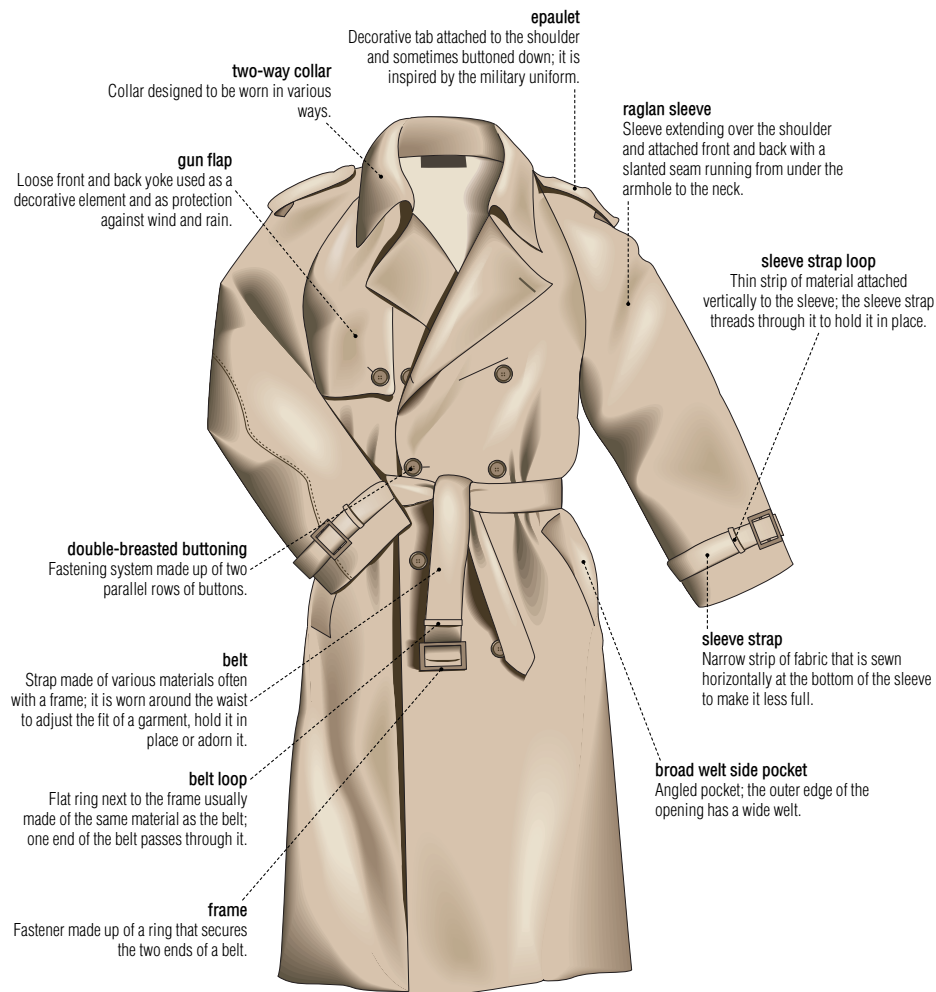 epaulet
Decorative tab attached to the shoulder
and sometimes buttoned down; it is
inspired by the military uniform.
two-way collar
Collar designed to be worn in various
ways.
raglan sleeve
Sleeve extending over the shoulder
and attached front and back with a
slanted seam running from under the
armhole to the neck.
gun flap
Loose front and back yoke used as a
decorative element and as protection
against wind and rain.
sleeve strap loop
Thin strip of material attached
vertically to the sleeve; the sleeve strap
threads through it to hold it in place.
double-breasted buttoning
Fastening system made up of two
parallel rows of buttons.
sleeve strap
Narrow strip of fabric that is sewn
horizontally at the bottom of the sleeve
to make it less full.
belt
Strap made of various materials often
with a frame; it is worn around the waist
to adjust the fit of a garment, hold it in
place or adorn it.
broad welt side pocket
Angled pocket; the outer edge of the
opening has a wide welt.
belt loop
Flat ring next to the frame usually
made of the same material as the belt;
one end of the belt passes through it.
frame
Fastener made up of a ring that secures
the two ends of a belt.